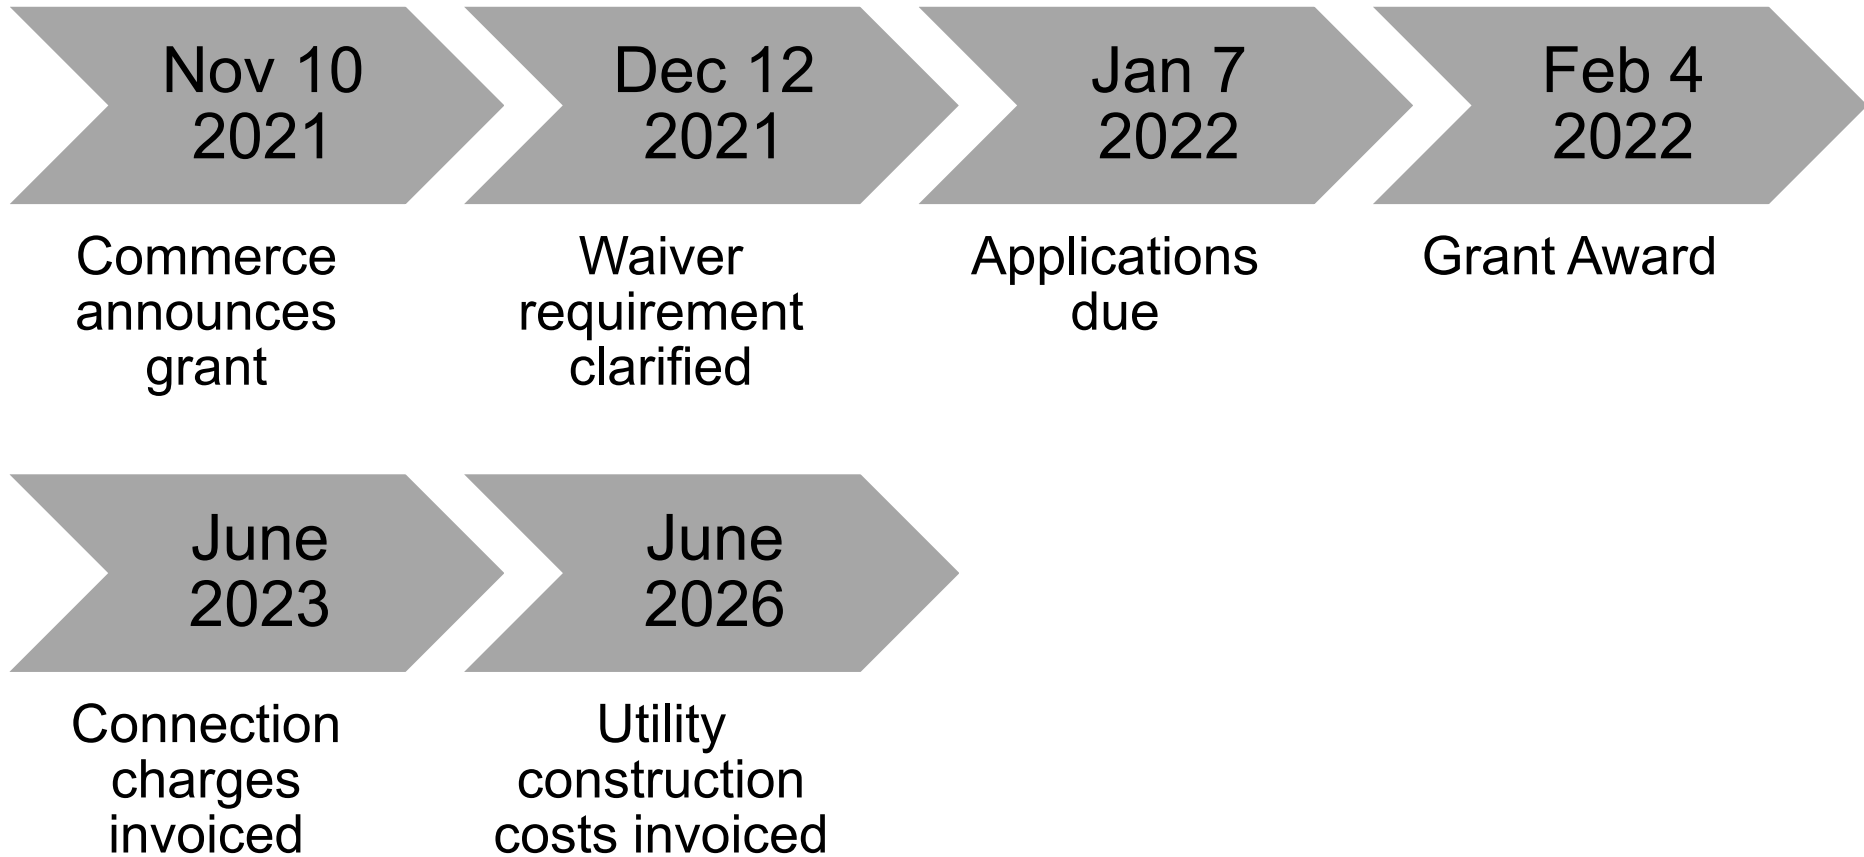 Nov 10
2021
Commerce
announces
grant
Dec 12
2021
Waiver
requirement
clarified
Jan 7
2022
Applications
due
Feb 4
2022
Grant Award
June
2023
Connection
charges
invoiced
June
2026
Utility
construction
costs invoiced